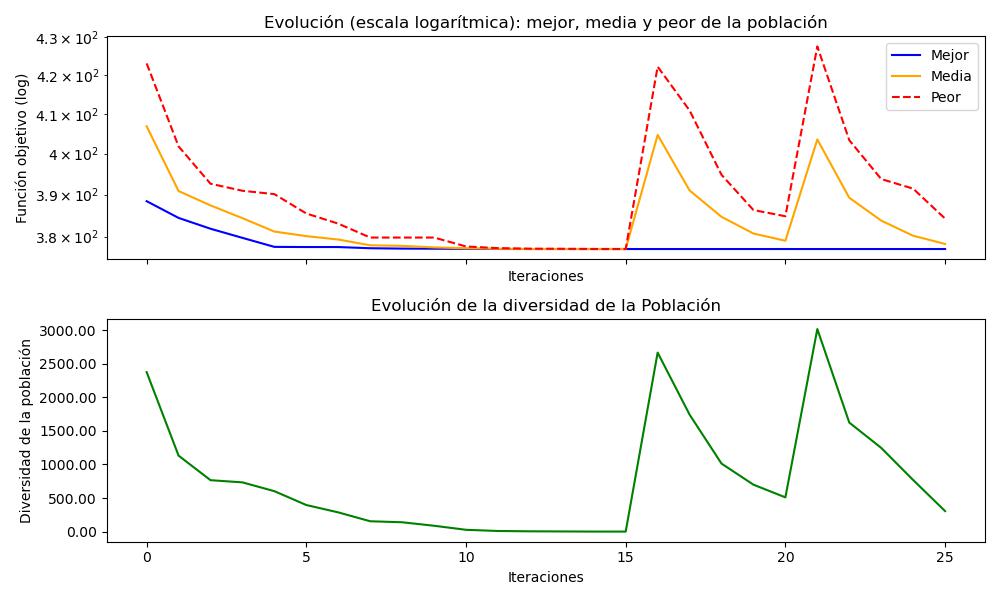 Evolución (escala logarítmica): mejor, media y peor de la población
4.3 × 10²
4.2 × 10²
4.1 × 10²
4 × 10²
3.9 × 10²
3.8 × 10²
Función objetivo (log)
Mejor
Media
Peor
Iteraciones
Evolución de la diversidad de la Población
3000.00
2500.00
2000.00
1500.00
1000.00
500.00
0.00
Diversidad de la población
0 5 10 15 20 25
Iteraciones